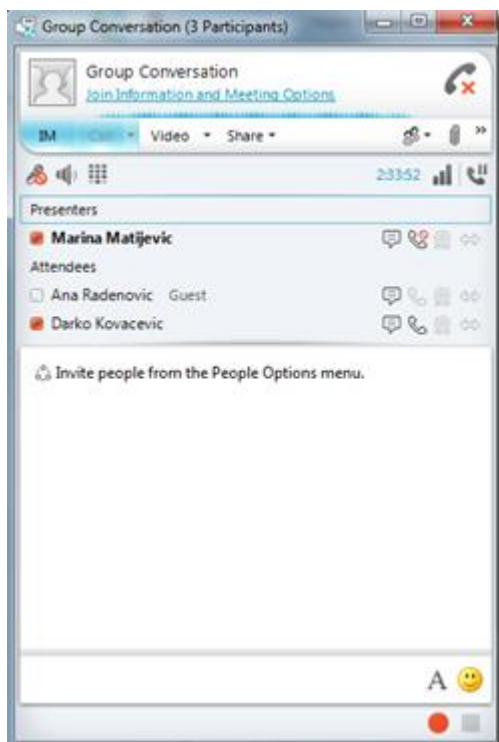 Group Conversation (3 Participants)
Group Conversation
Join Information and Meeting Options
IM Call Video Share »
2:33:52
Presenters
Marina Matijevic
Attendees
Ana Radenovic Guest
Darko Kovacevic
Invite people from the People Options menu.
A